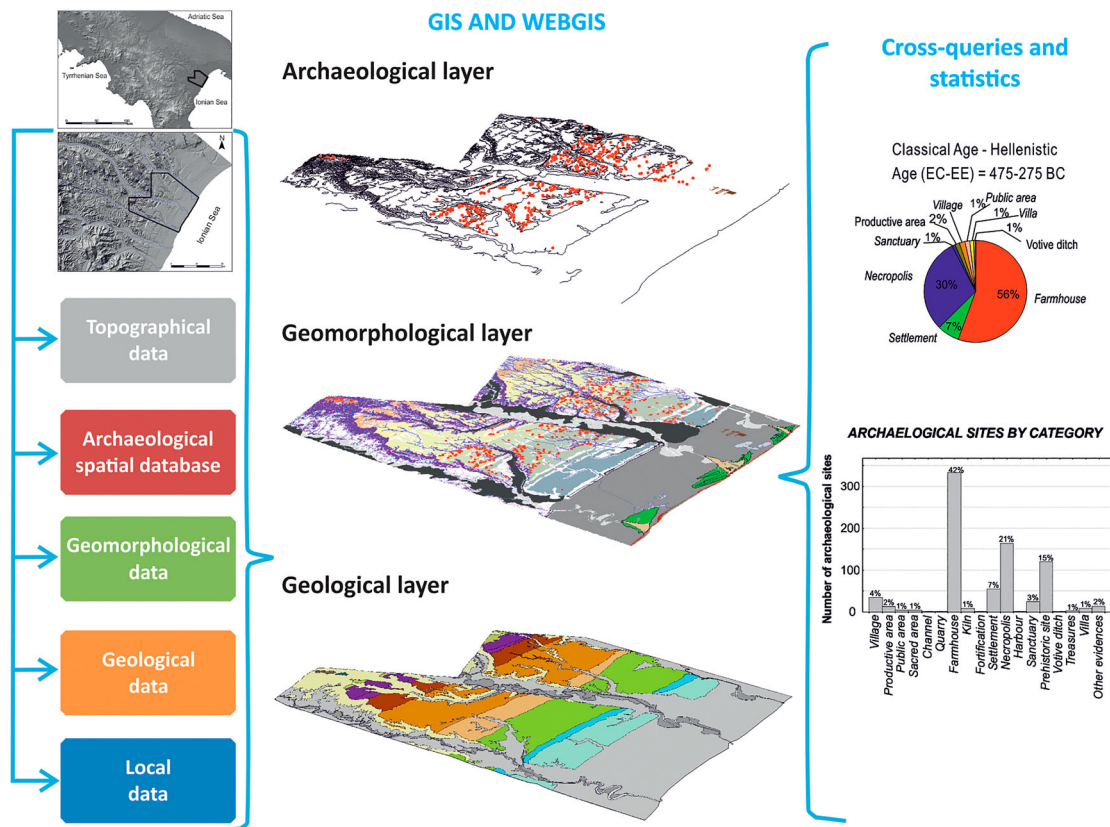 GIS AND WEBGIS
Adriatic Sea
Tyrrhenian Sea
Ionian Sea
N
Ionian Sea
Topographical
data
Archaeological
spatial database
Geomorphological
data
Geological
data
Local
data
Archaeological layer
Geomorphological layer
Geological layer
Cross-queries and
statistics
Classical Age - Hellistic
Age (EC-EE) = 475-275 BC
Village
1%
Public area
Productive area
2%
1%
Villa
Sanctuary
1%
1%
Votive ditch
Necropolis
30%
56%
Farmhouse
7%
Settlement
ARCHAELOGICAL SITES BY CATEGORY
Number of archaeological sites
300
200
100
0
4%
2%
1%
1%
42%
1%
7%
21%
3%
15%
1%
1%
2%
Village
Productive area
Public area
Sacred area
Channel
Quarry
Farmhouse
Kiln
Fortification
Settlement
Necropolis
Harbour
Sanctuary
Prehistoric site
Votive ditch
Treasures
Villa
Other evidences